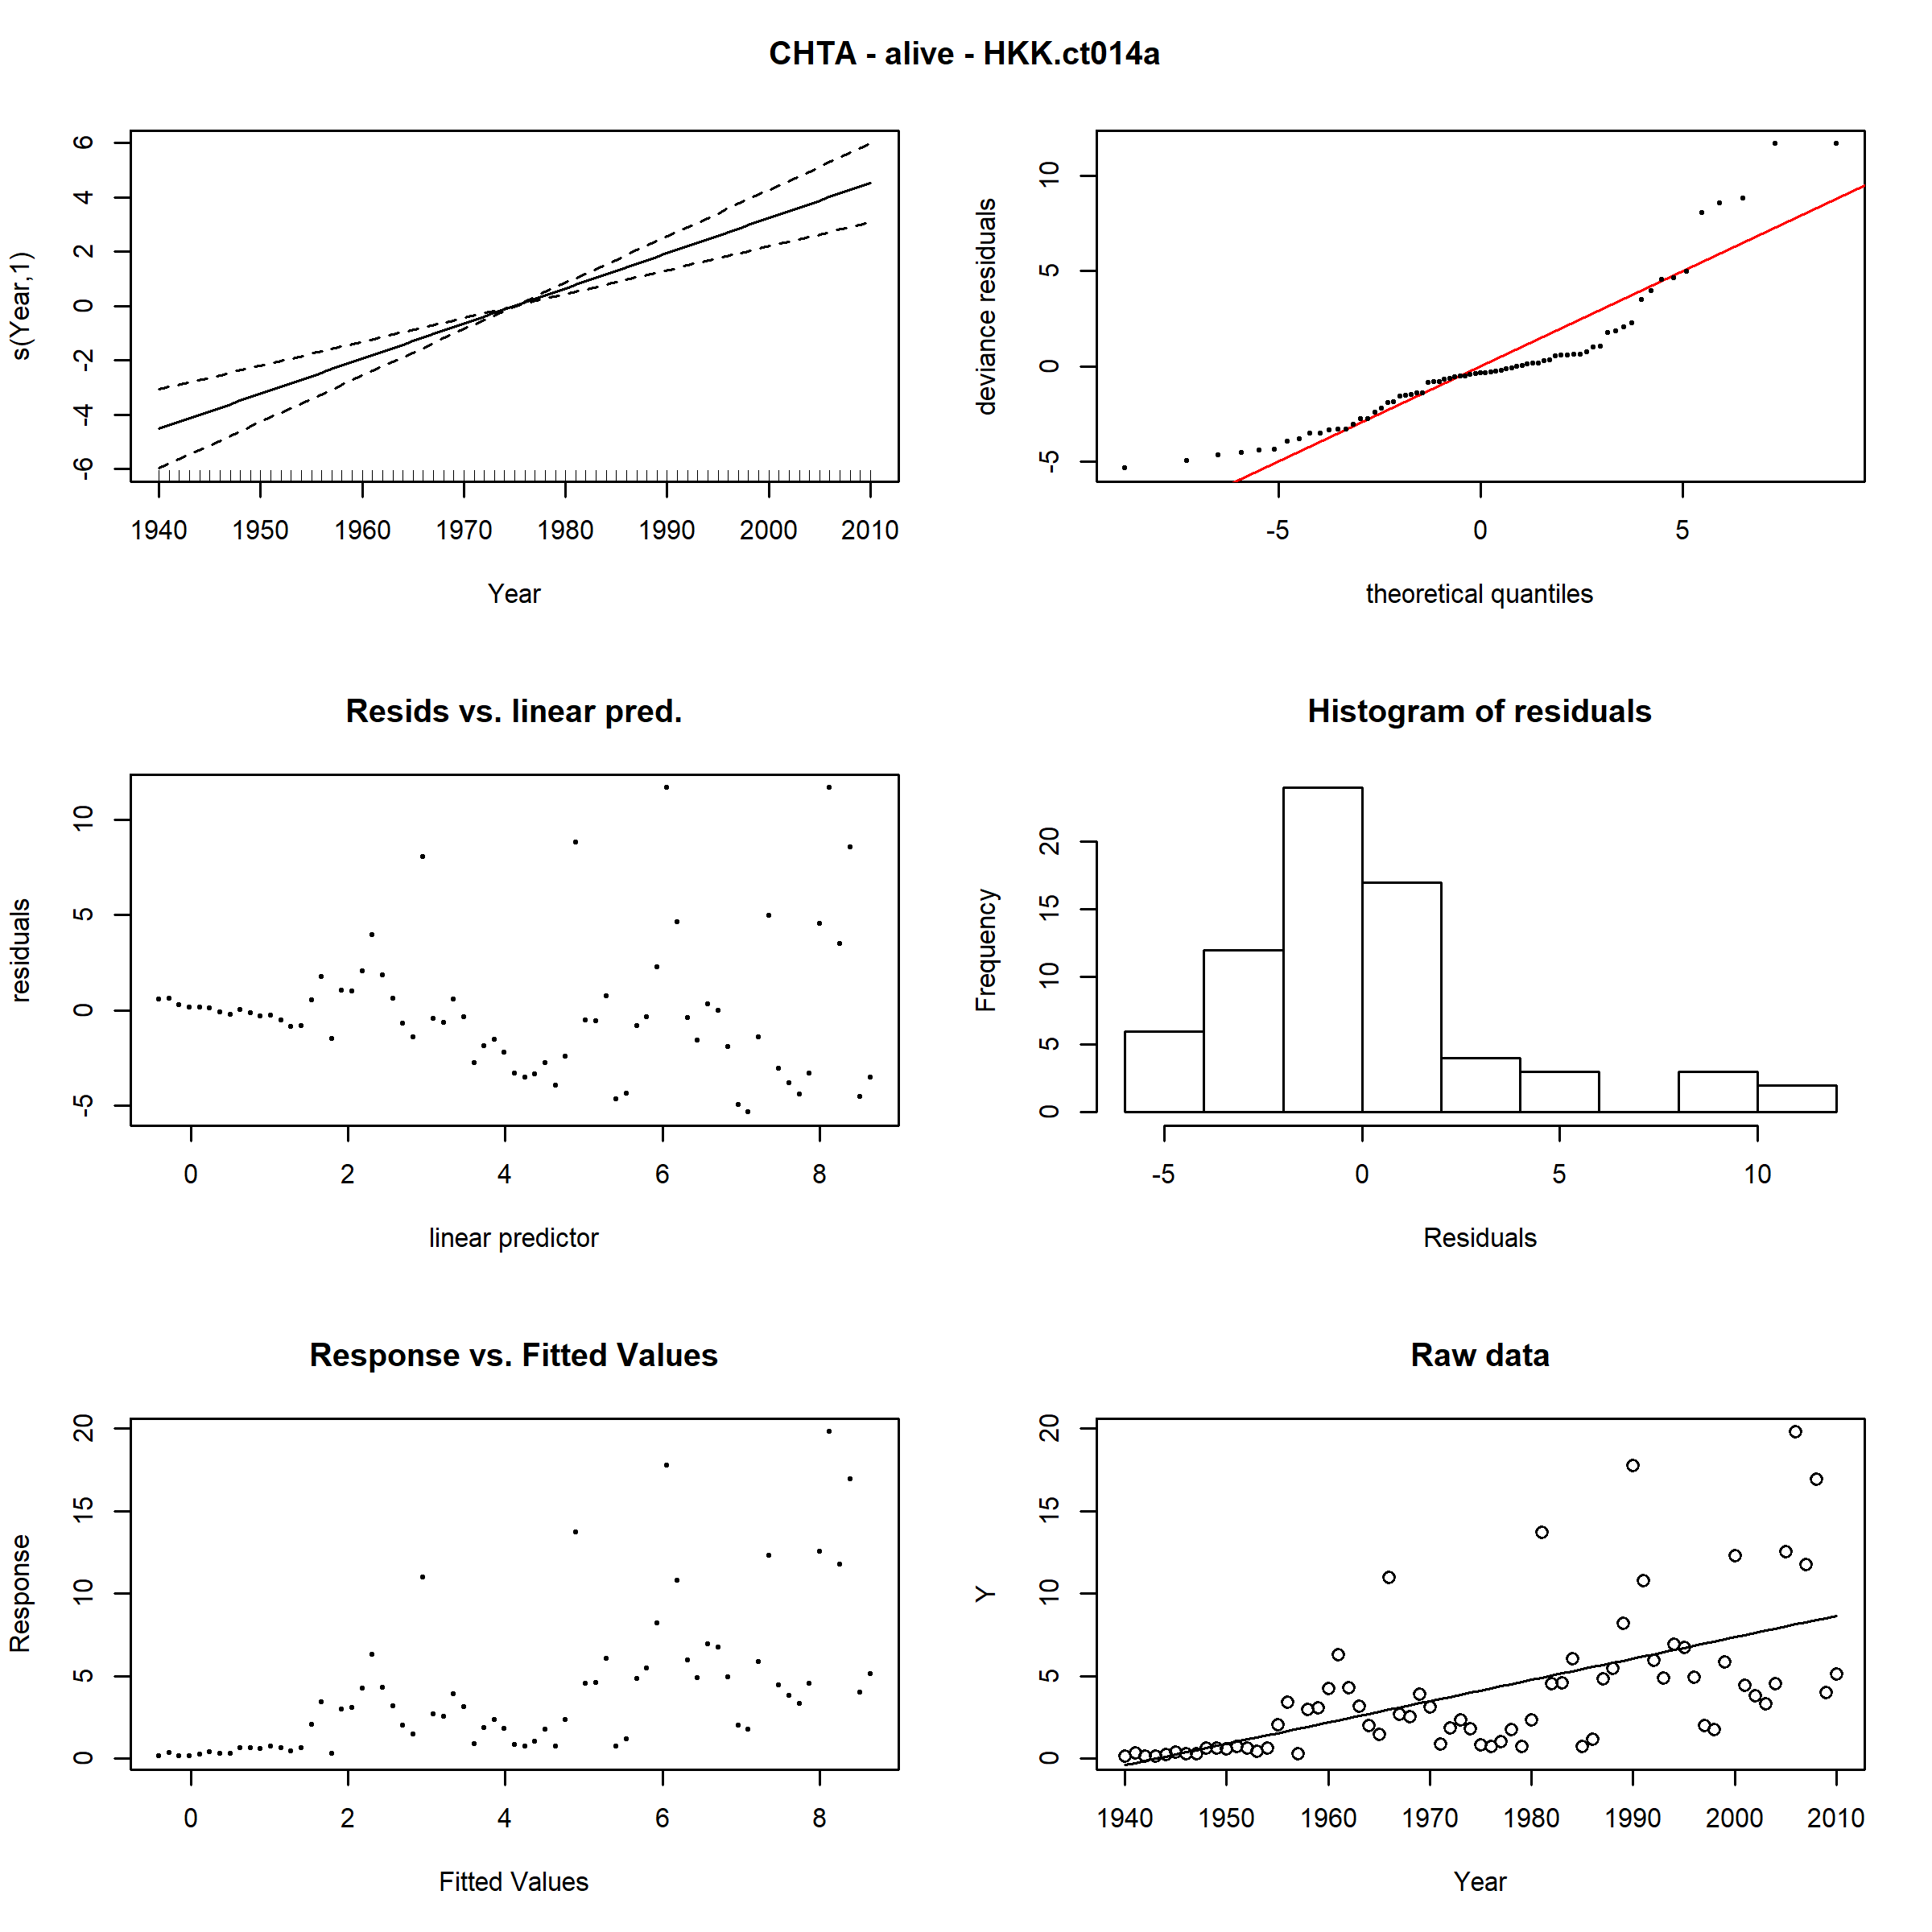 CHTA - alive - HKK.ct014a
s(Year,1)
6
4
2
0
-2
-4
-6
1940 1950 1960 1970 1980 1990 2000 2010
Year
deviance residuals
10
5
0
-5
-5 0 5
theoretical quantiles
Resids vs. linear pred.
residuals
10
5
0
-5
0 2 4 6 8
linear predictor
Histogram of residuals
Frequency
20
15
10
5
0
-5 0 5 10
Residuals
Response vs. Fitted Values
Response
20
15
10
5
0
0 2 4 6 8
Fitted Values
Raw data
Y
20
15
10
5
0
1940 1950 1960 1970 1980 1990 2000 2010
Year